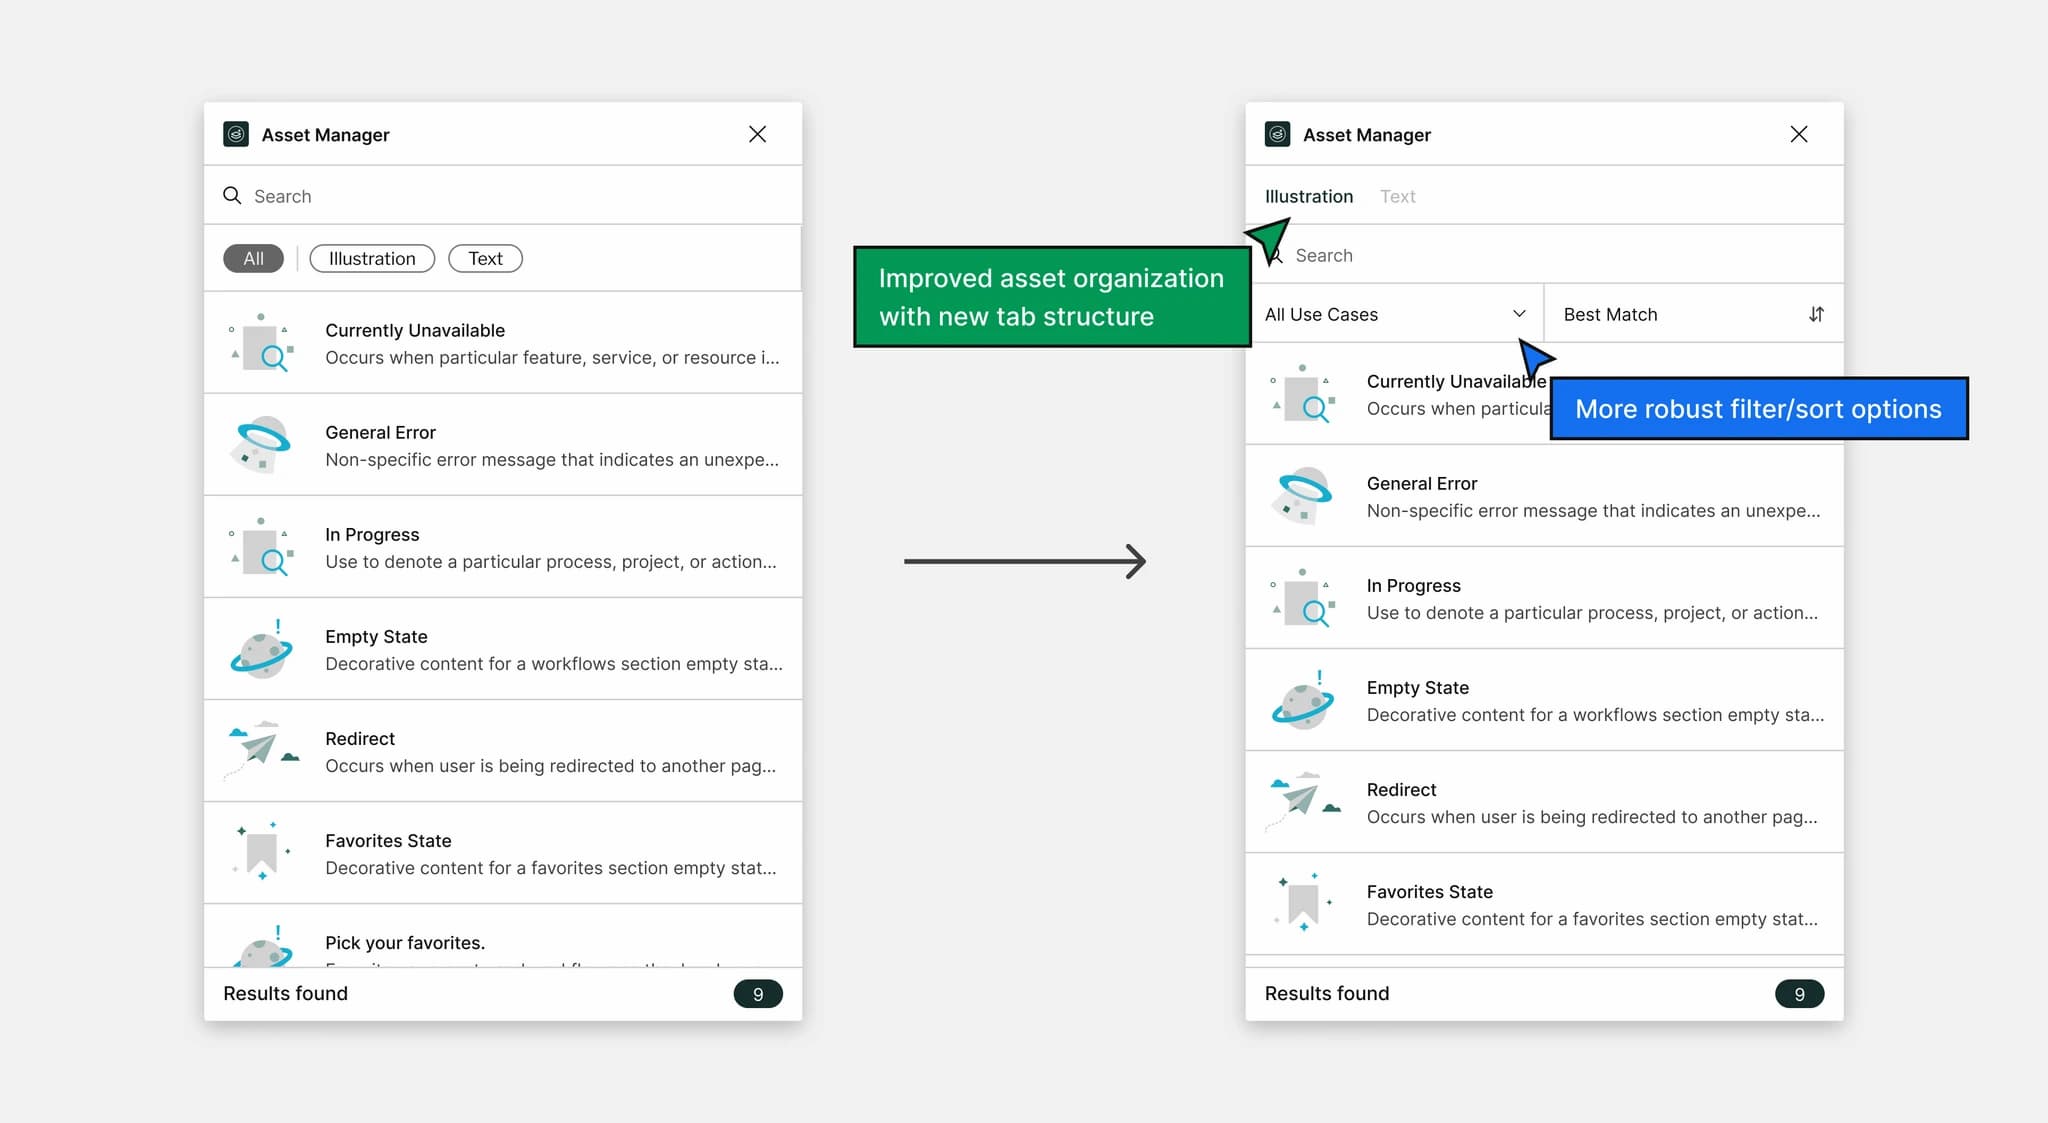 Asset Manager
Search
All
Illustration
Text
Currently Unavailable
Occurs when particular feature, service, or resource i...
General Error
Non-specific error message that indicates an unexpe...
In Progress
Use to denote a particular process, project, or action...
Empty State
Decorative content for a workflows section empty sta...
Redirect
Occurs when user is being redirected to another pag...
Favorites State
Decorative content for a favorites section empty stat...
Pick your favorites.
Results found
9
Improved asset organization
with new tab structure
Asset Manager
Illustration
Text
Search
All Use Cases
Best Match
More robust filter/sort options
Currently Unavailable
Occurs when particula
General Error
Non-specific error message that indicates an unexpe...
In Progress
Use to denote a particular process, project, or action...
Empty State
Decorative content for a workflows section empty sta...
Redirect
Occurs when user is being redirected to another pag...
Favorites State
Decorative content for a favorites section empty stat...
Results found
9